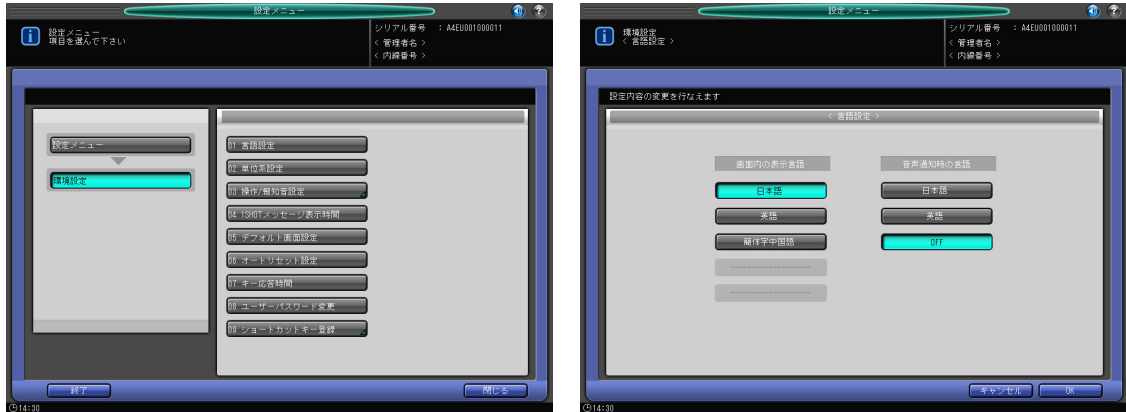 設定メニュー
設定メニュー
項目を選んで下さい
シリアル番号 : A4EU001000011
< 管理者名 >
< 内線番号 >
設定メニュー
環境設定
01 言語設定
02 単位系設定
03 操作/報知音設定
04 1SHOTメッセージ表示時間
05 デフォルト画面設定
06 オートリセット設定
07 キー応答時間
08 ユーザーパスワード変更
09 ショートカットキー登録
終了
閉じる
14:30
設定メニュー
環境設定
< 言語設定 >
シリアル番号 : A4EU001000011
< 管理者名 >
< 内線番号 >
設定内容の変更を行なえます
< 言語設定 >
画面内の表示言語
音声通知時の言語
日本語
日本語
英語
英語
簡体字中国語
OFF
--------------------
--------------------
キャンセル
OK
14:30